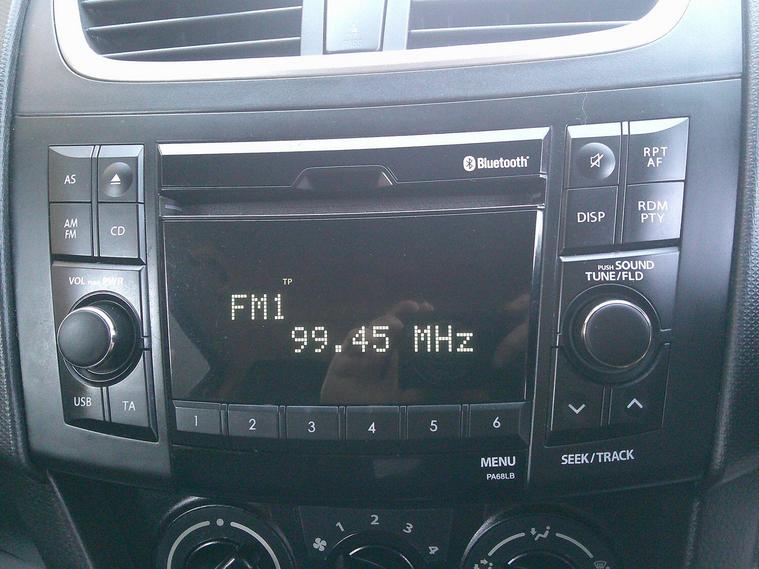 Bluetooth
AS
AM
FM
CD
RPT
AF
DISP
RDM
PTY
VOL PUSH PWR
PUSH SOUND
TUNE/FLD
TP
FM1
99.45 MHz
USB
TA
1 2 3 4 5 6
MENU
PA68LB
SEEK/TRACK
1 2 3 4